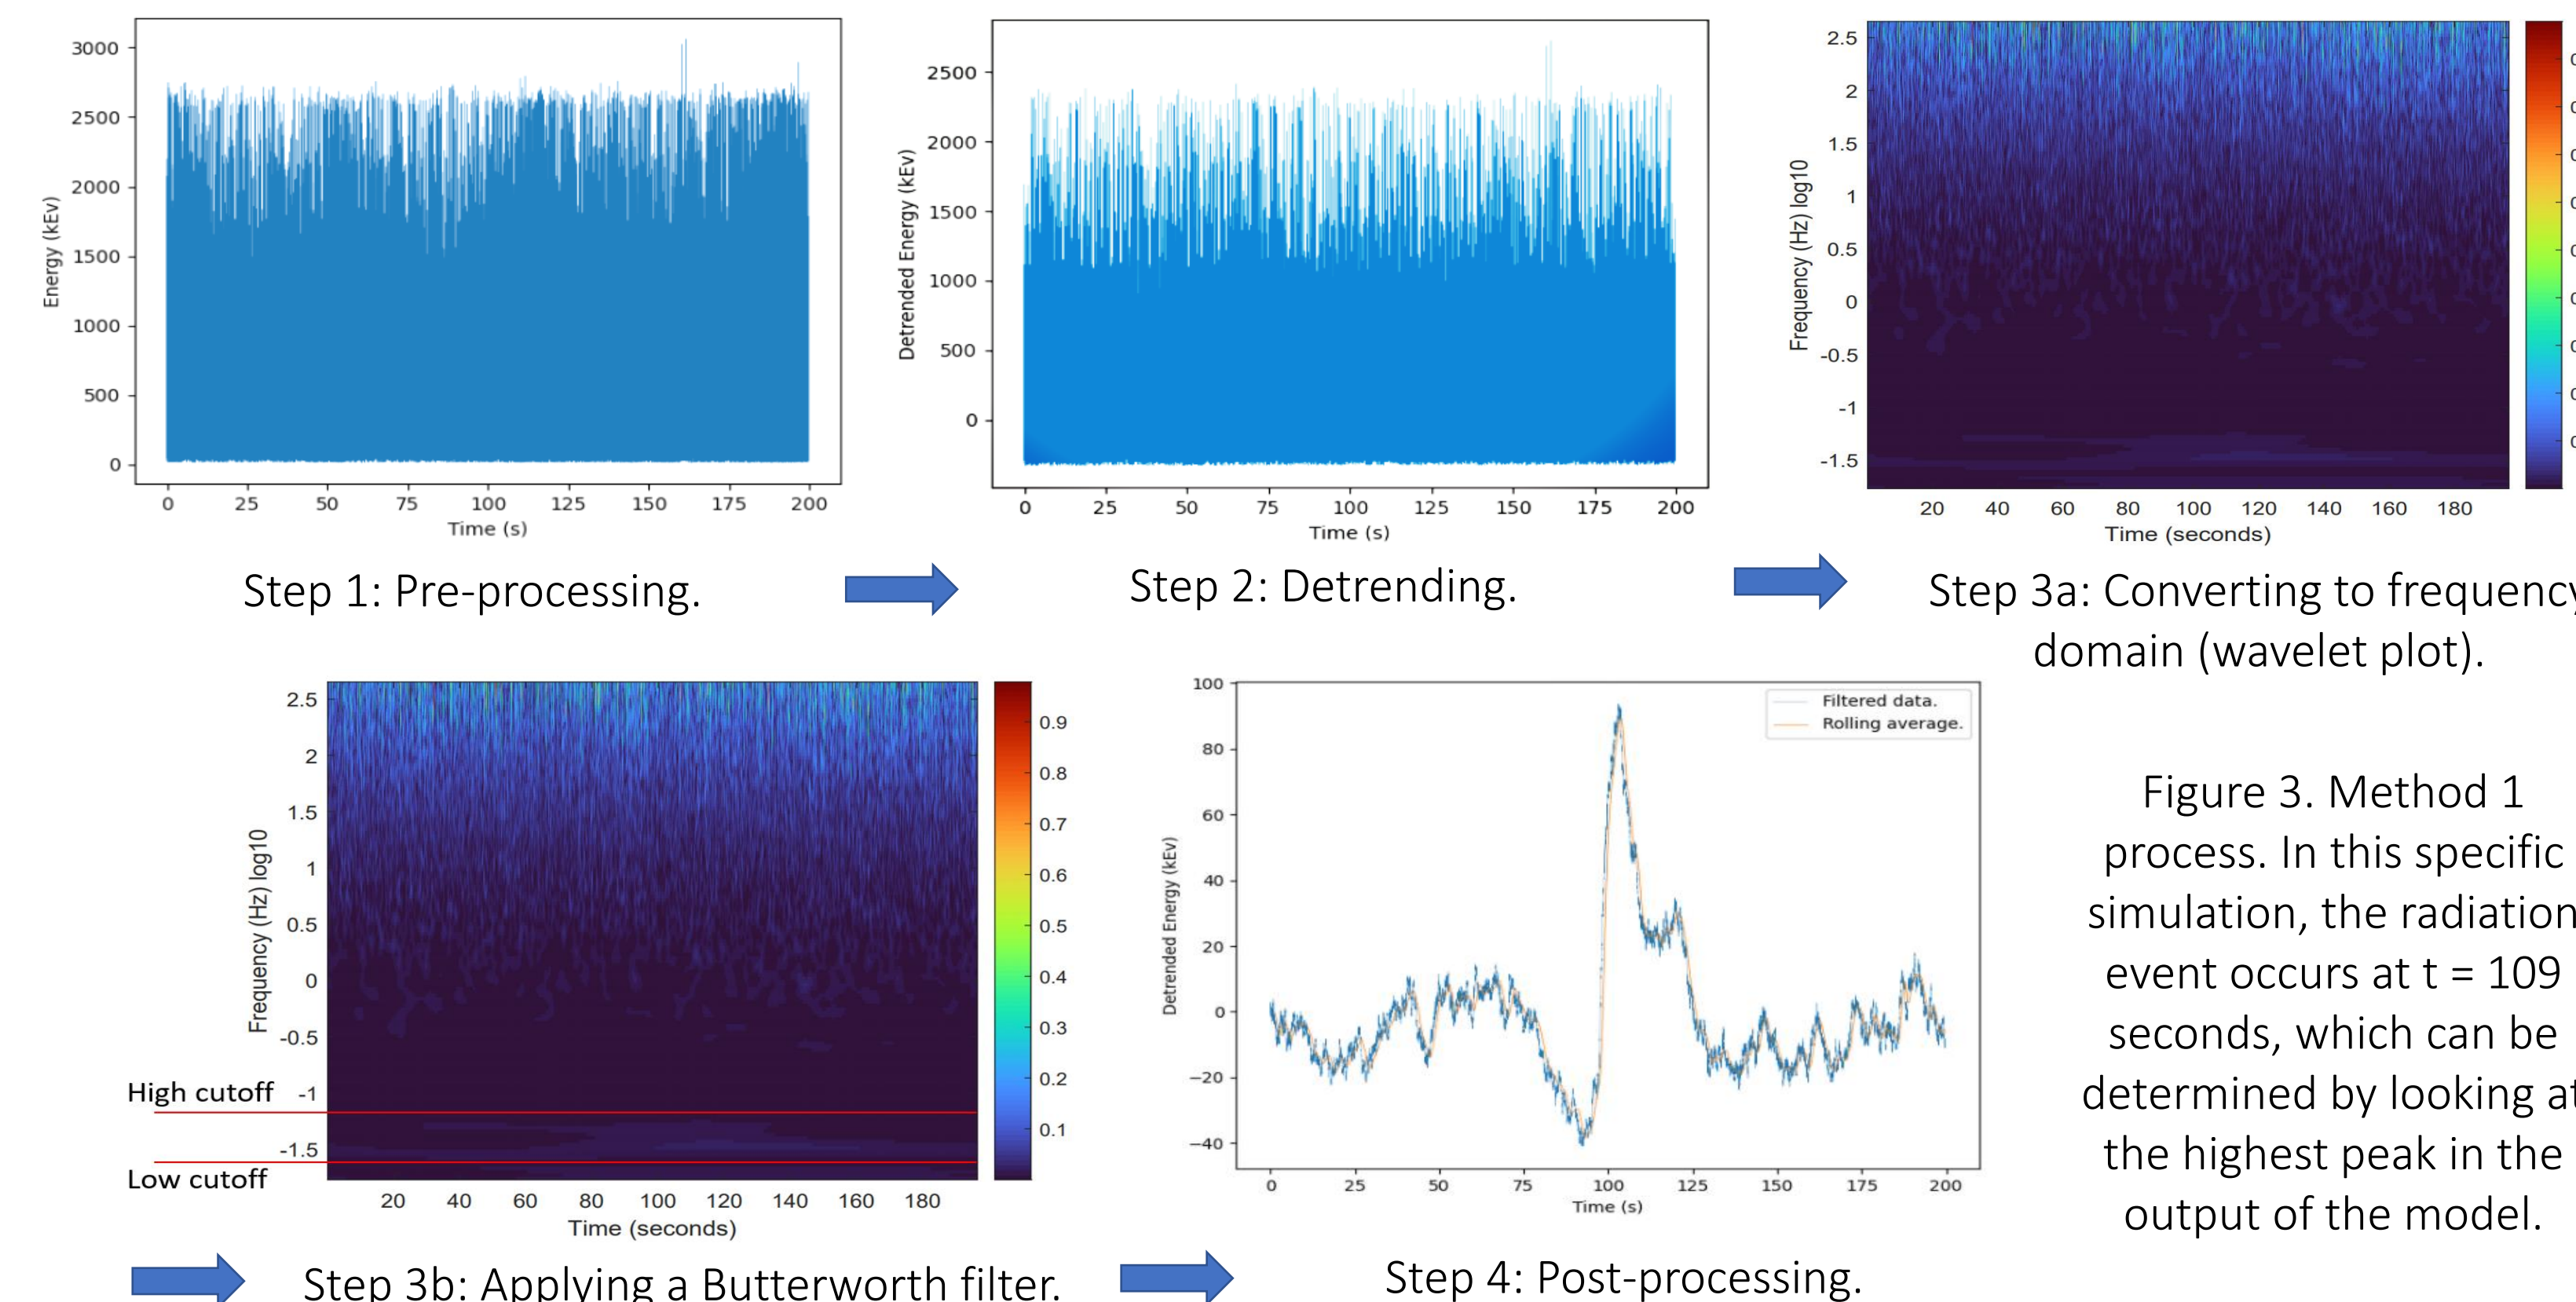 3000
2500
2000
1500
1000
500
0
Energy (kEv)
0 25 50 75 100 125 150 175 200
Time (s)
Step 1: Pre-processing.
2500
2000
1500
1000
500
0
Detrended Energy (kEv)
0 25 50 75 100 125 150 175 200
Time (s)
Step 2: Detrending.
2.5
2
1.5
1
0.5
0
-0.5
-1
-1.5
Frequency (Hz) log10
20 40 60 80 100 120 140 160 180
Time (seconds)
Step 3a: Converting to frequency
domain (wavelet plot).
2.5
2
1.5
1
0.5
0
-0.5
-1
-1.5
Frequency (Hz) log10
High cutoff
Low cutoff
20 40 60 80 100 120 140 160 180
Time (seconds)
0.9
0.8
0.7
0.6
0.5
0.4
0.3
0.2
0.1
Step 3b: Applying a Butterworth filter.
100
80
60
40
20
0
−20
−40
Detrended Energy (kEv)
Filtered data.
Rolling average.
0 25 50 75 100 125 150 175 200
Time (s)
Step 4: Post-processing.
Figure 3. Method 1
process. In this specific
simulation, the radiation
event occurs at t = 109
seconds, which can be
determined by looking at
the highest peak in the
output of the model.